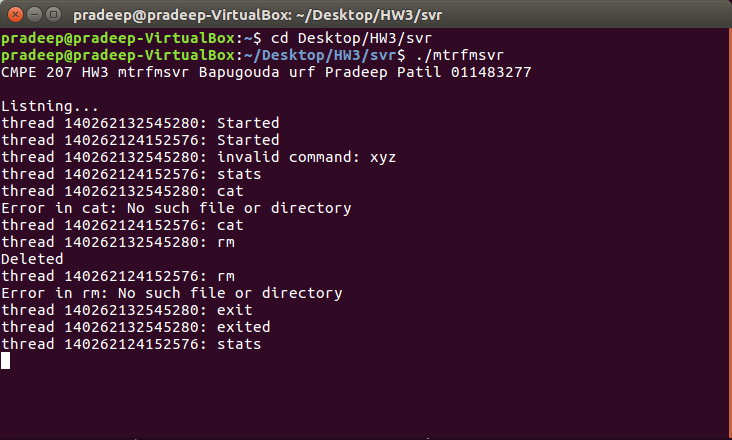 pradeep@pradeep-VirtualBox: ~/Desktop/HW3/svr
pradeep@pradeep-VirtualBox:~$ cd Desktop/HW3/svr
pradeep@pradeep-VirtualBox:~/Desktop/HW3/svr$ ./mtrfmsvr
CMPE 207 HW3 mtrfmsvr Bapugouda urf Pradeep Patil 011483277
Listning...
thread 140262132545280: Started
thread 140262124152576: Started
thread 140262132545280: invalid command: xyz
thread 140262124152576: stats
thread 140262132545280: cat
Error in cat: No such file or directory
thread 140262124152576: cat
thread 140262132545280: rm
Deleted
thread 140262124152576: rm
Error in rm: No such file or directory
thread 140262132545280: exit
thread 140262132545280: exited
thread 140262124152576: stats